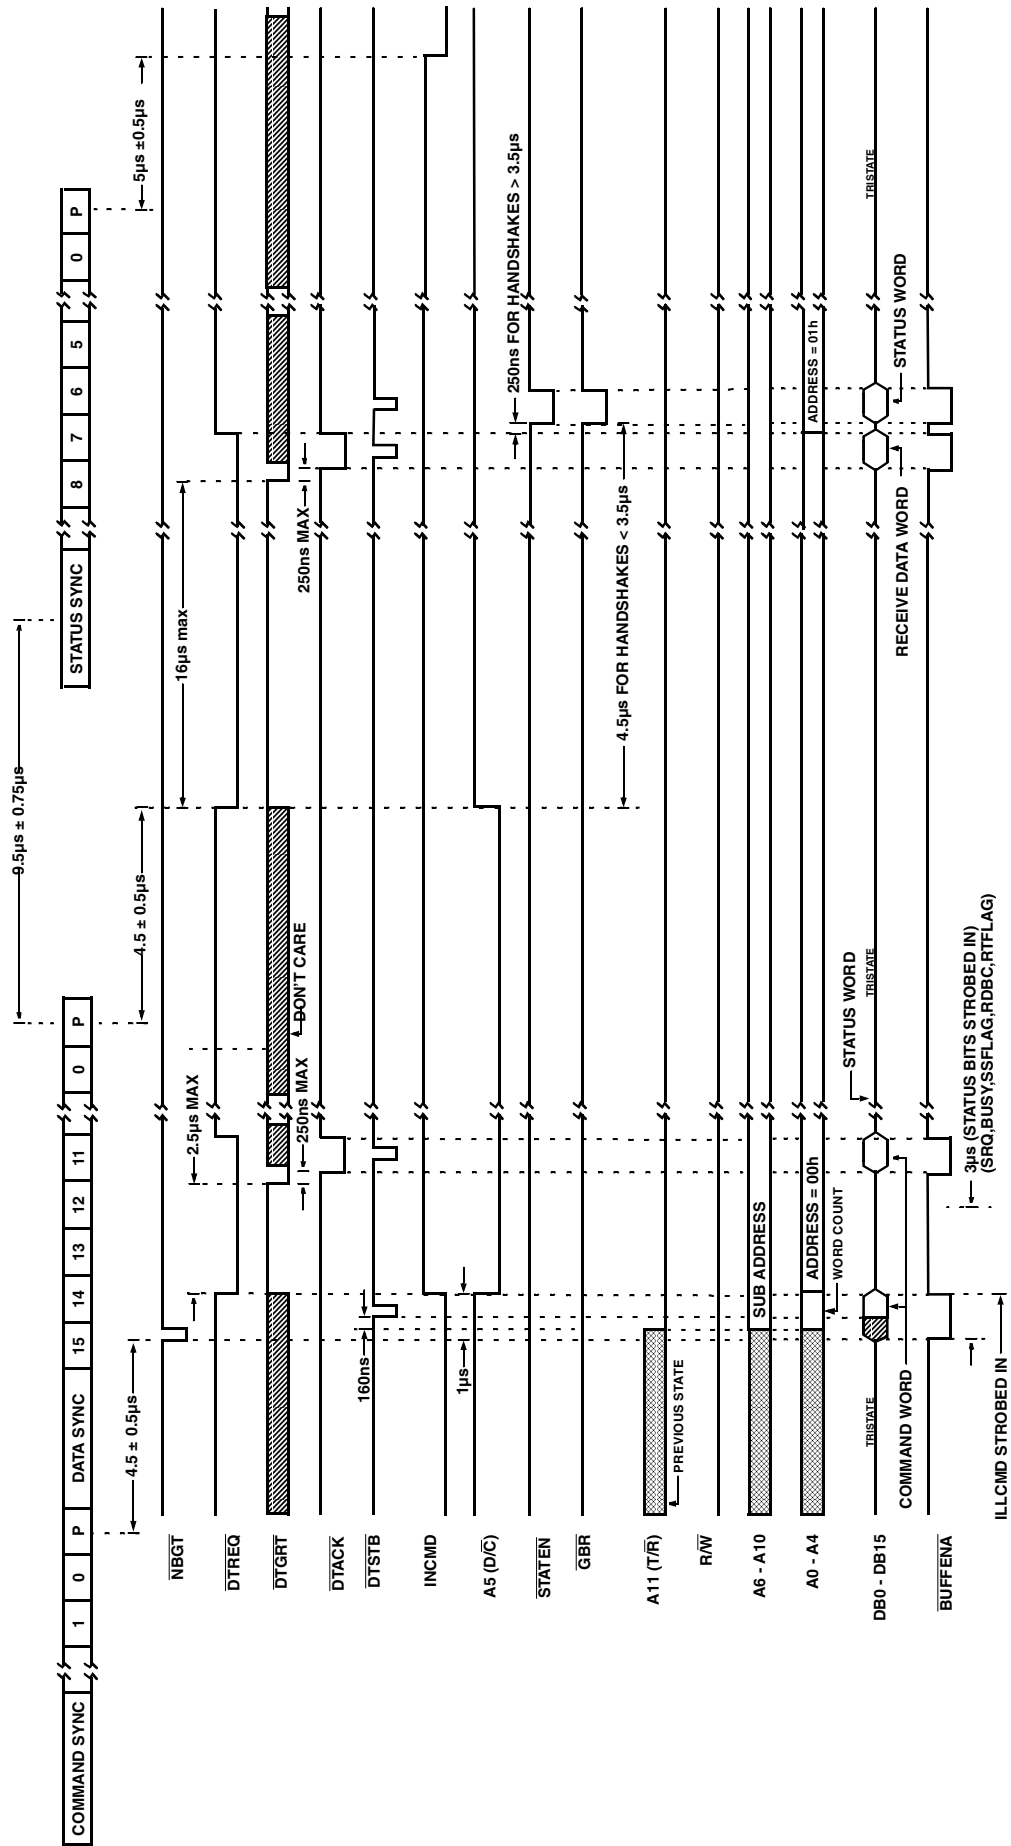 9.5µs ± 0.75µs
COMMAND SYNC 1 0 P DATA SYNC 15 14 13 12 11 0 P STATUS SYNC 8 7 6 5 0 P
4.5 ± 0.5µs 4.5 ± 0.5µs 5µs ±0.5µs
NBGT
2.5µs MAX 16µs max
DTREQ
DTGRT
DON'T CARE
250ns MAX 250ns MAX
DTACK
160ns
DTSTB
INCMD
1µs
A5 (D/C)
250ns FOR HANDSHAKES > 3.5µs
STATEN
GBR
4.5µs FOR HANDSHAKES < 3.5µs
A11 (T/R)
PREVIOUS STATE
R/W
A6 - A10 SUB ADDRESS
A0 - A4 ADDRESS = 00h ADDRESS = 01h
WORD COUNT
STATUS WORD
TRISTATE TRISTATE TRISTATE
DB0 - DB15
STATUS WORD
COMMAND WORD RECEIVE DATA WORD
BUFFENA
3µs (STATUS BITS STROBED IN)
(SRQ,BUSY,SSFLAG,RDBC,RTFLAG)
ILLCMD STROBED IN